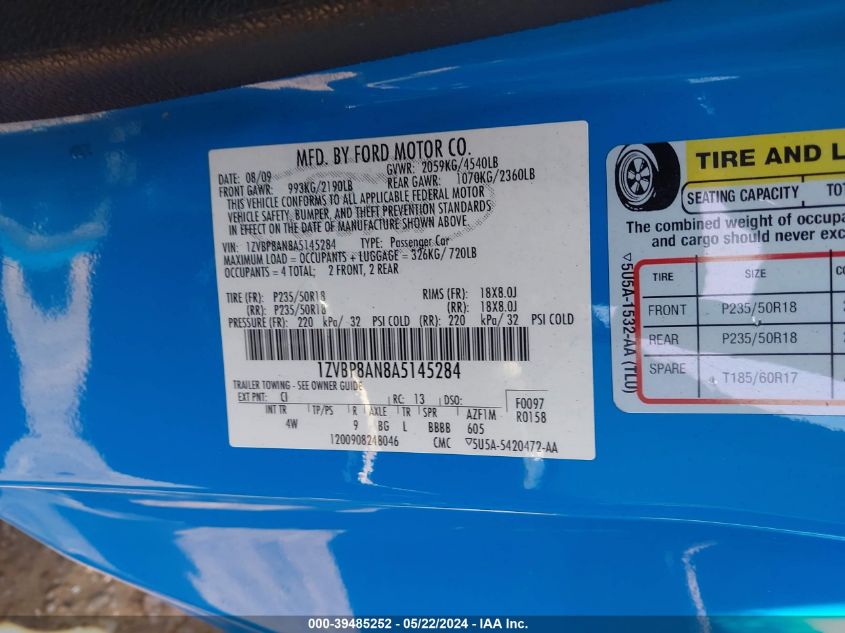 MFD. BY FORD MOTOR CO.
DATE: 08/09 GVWR: 2059KG/4540LB
FRONT GAWR: 993KG/2190LB REAR GAWR: 1070KG/2360LB
THIS VEHICLE CONFORMS TO ALL APPLICABLE FEDERAL MOTOR
VEHICLE SAFETY, BUMPER, AND THEFT PREVENTION STANDARDS
IN EFFECT ON THE DATE OF MANUFACTURE SHOWN ABOVE.
VIN: 1ZVBP8AN8A5145284 TYPE: Passenger Car
MAXIMUM LOAD = OCCUPANTS + LUGGAGE = 326KG/ 720LB
OCCUPANTS = 4 TOTAL; 2 FRONT, 2 REAR
TIRE (FR): P235/50R18 RIMS (FR): 18X8.0J
(RR): P235/50R18 (RR): 18X8.0J
PRESSURE (FR): 220 kPa/ 32 PSI COLD (RR): 220 kPa/ 32 PSI COLD
1ZVBP8AN8A5145284
TRAILER TOWING - SEE OWNER GUIDE
EXT PNT: CI RC: 13 DSO: F0097
INT TR TP/PS R AXLE TR SPR AZF1M R0158
4W 9 BG L BBBB 605
120090824B046 CMC ▽5U5A-5420472-AA
TIRE AND L
SEATING CAPACITY TO
The combined weight of occupa
and cargo should never exc
TIRE SIZE CO
FRONT P235/50R18
REAR P235/50R18
SPARE T185/60R17
▽5U5A-1532-AA (TLU)
000-39485252 - 05/22/2024 - IAA, Inc.